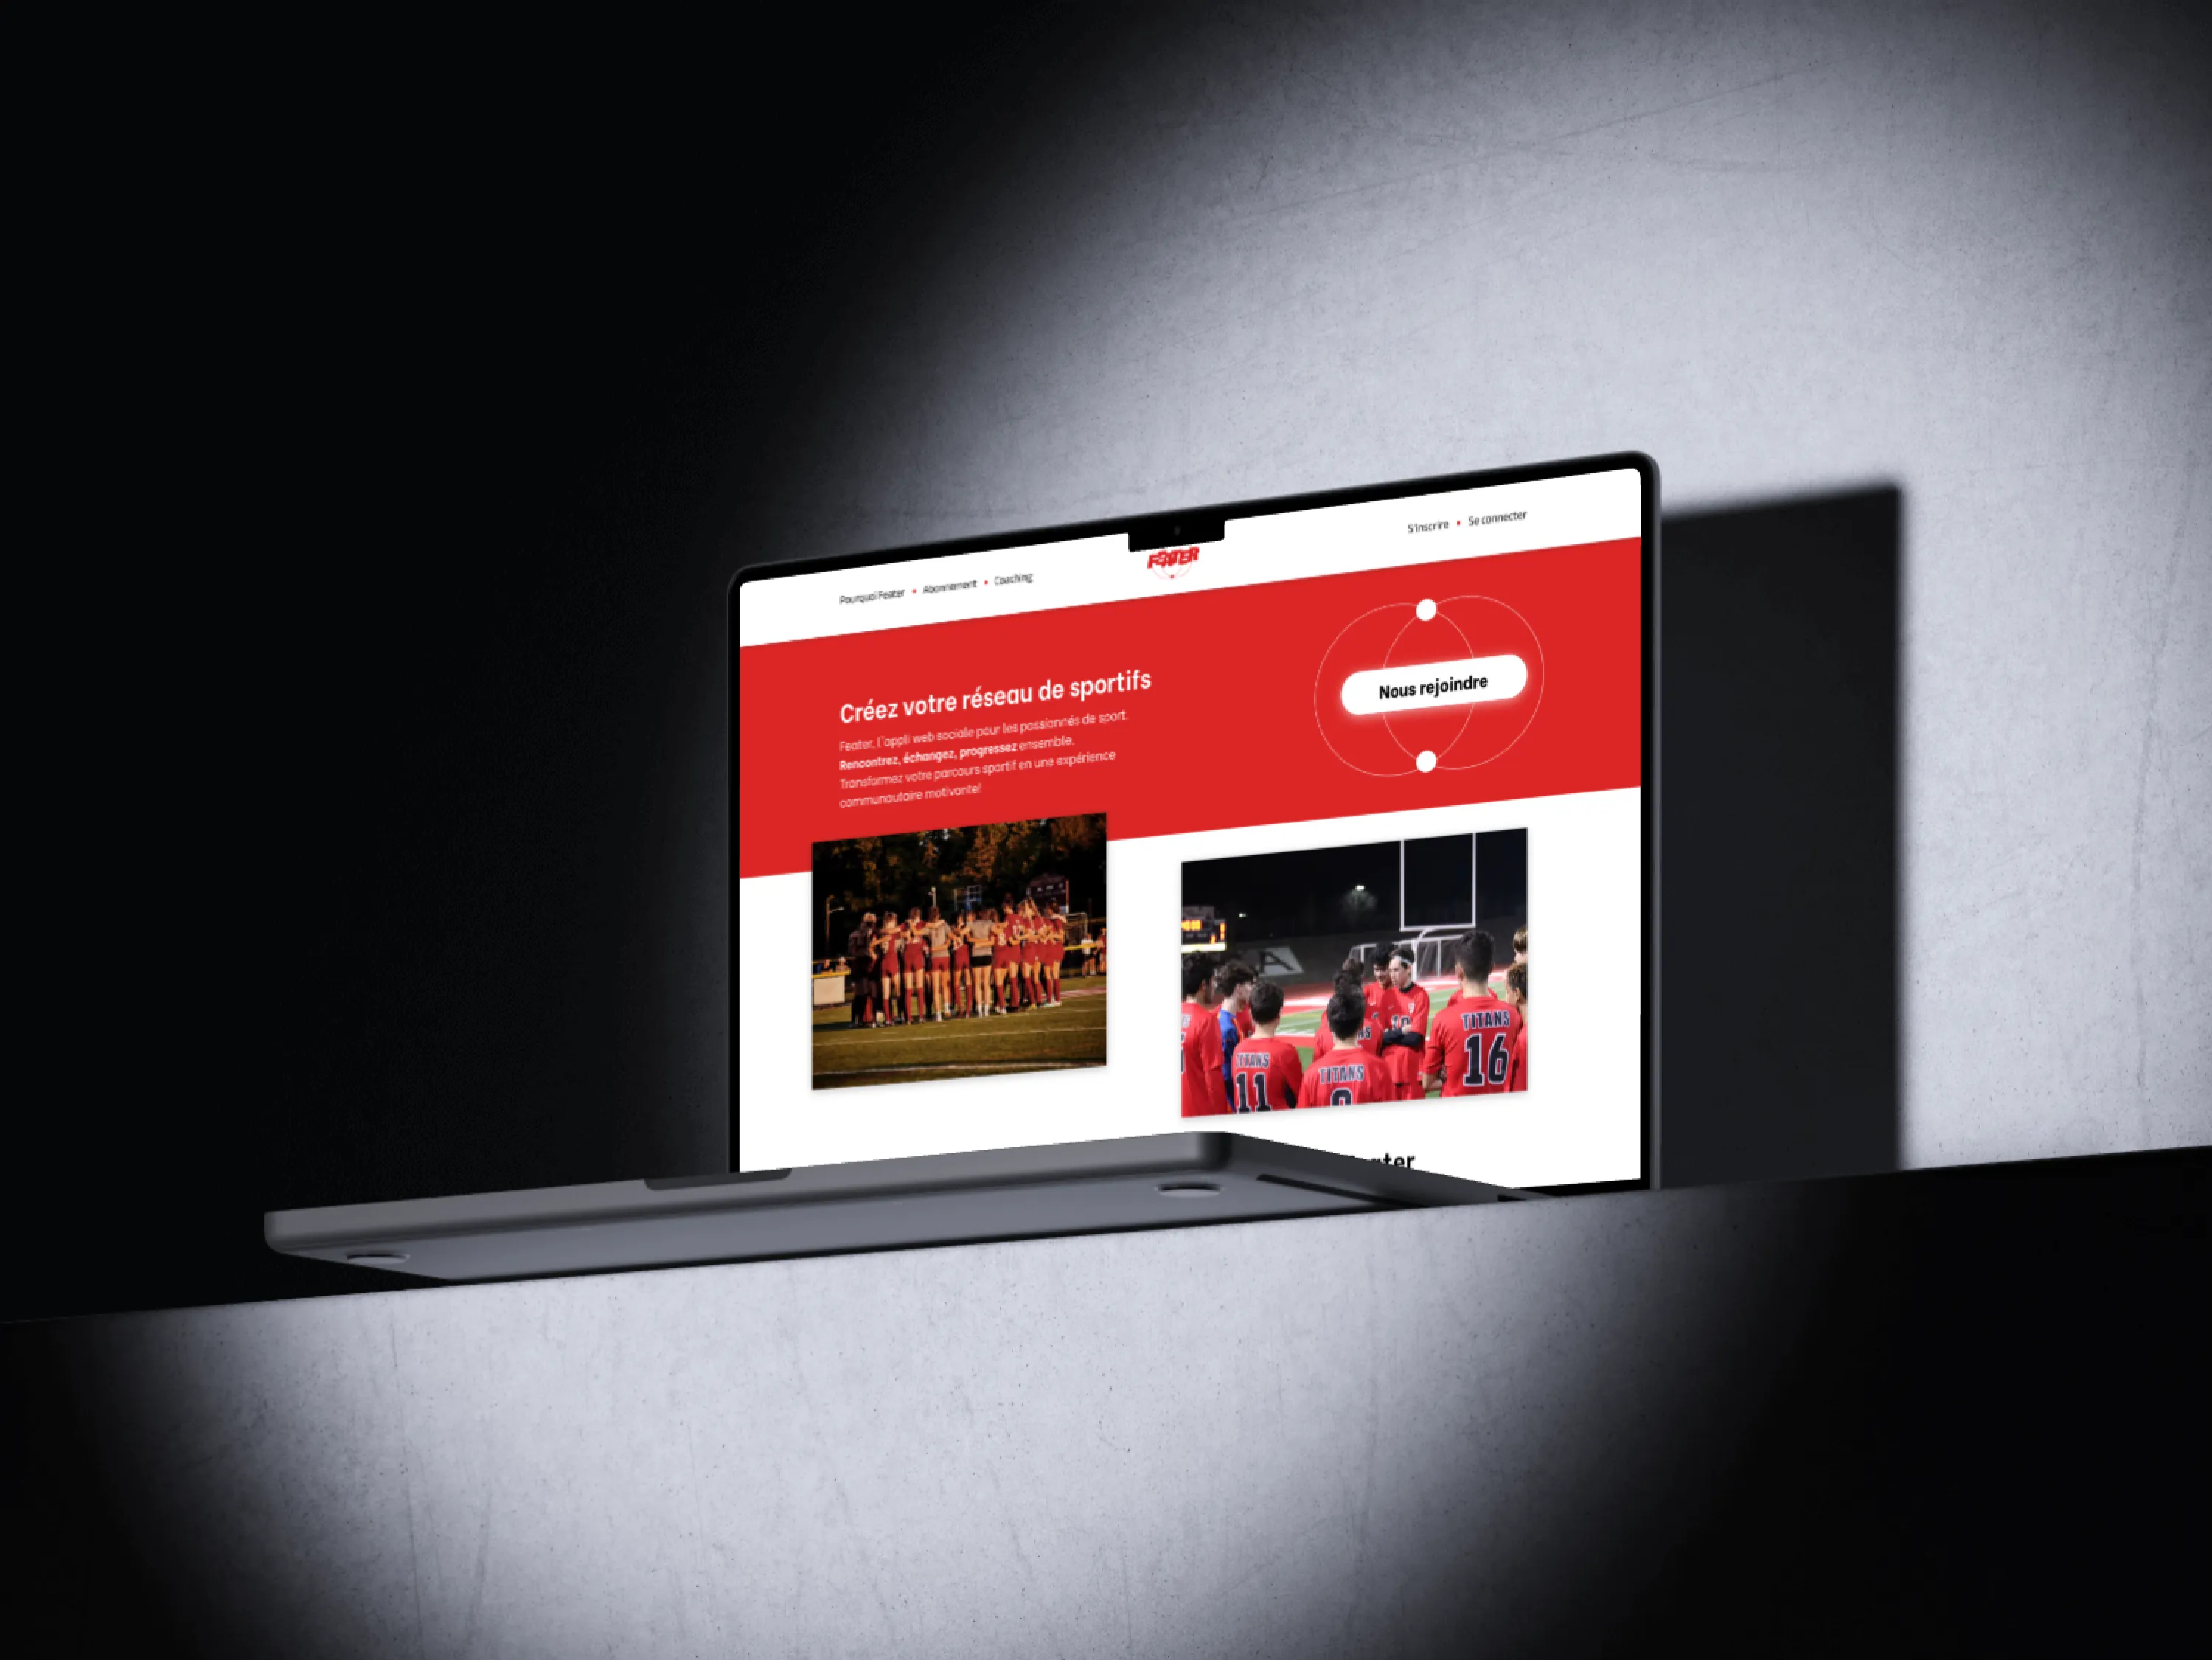 Pourquoi Feater • Abonnement • Coaching
FEATER
S'inscrire • Se connecter
Créez votre réseau de sportifs
Feater, l'appli web sociale pour les passionnés de sport.
Rencontrez, échangez, progressez ensemble.
Transformez votre parcours sportif en une expérience
communautaire motivante!
Nous rejoindre
TITANS
11
TITANS
TITANS
16